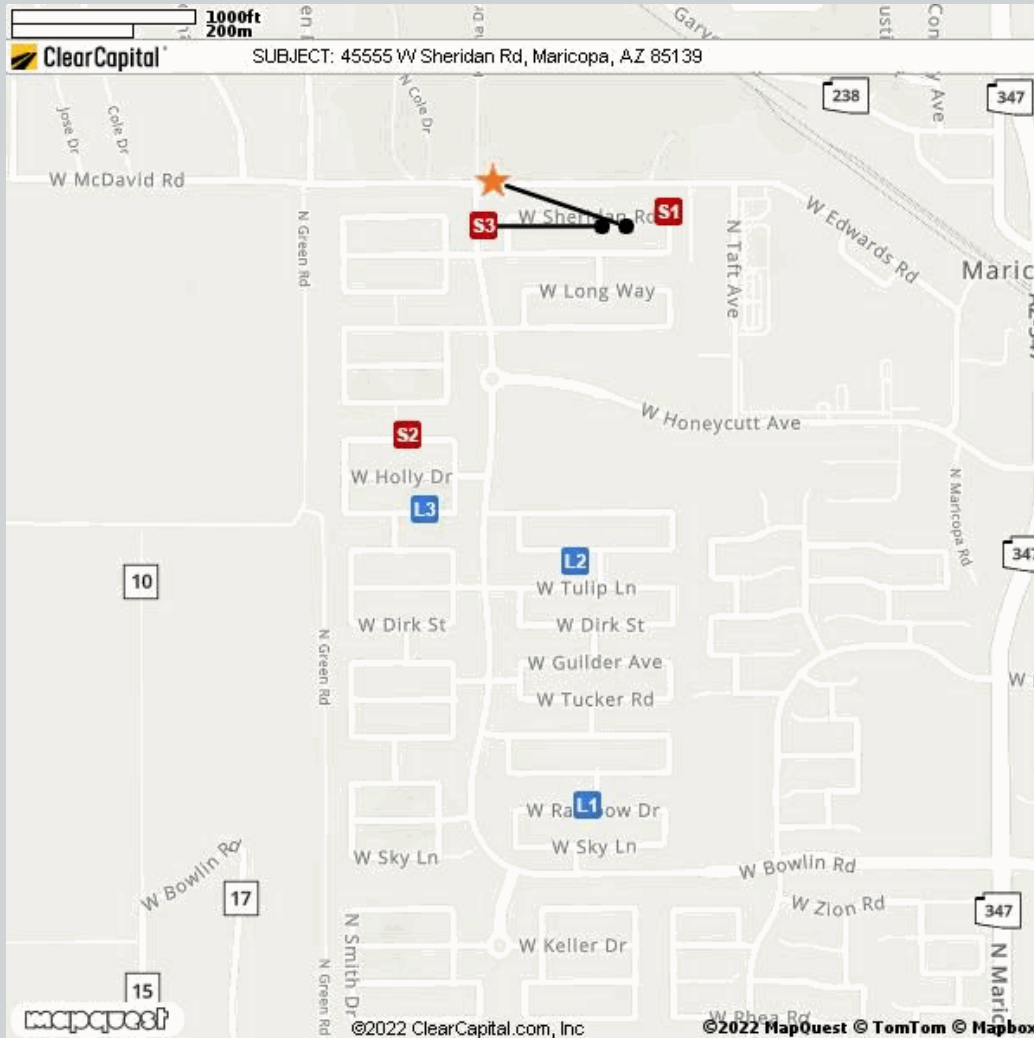 1000ft
200m
ClearCapital
SUBJECT: 45555 W Sheridan Rd, Maricopa, AZ 85139
Jose Dr
Cole Dr
N Cole Dr
238
347
W McDavid Rd
N Green Rd
S3
W Sheridan Rd
S1
N Taft Ave
W Edwards Rd
W Long Way
W Honeycutt Ave
S2
W Holly Dr
L3
N Maricopa Rd
L2
347
10
W Tulip Ln
W Dirk St
W Dirk St
N Green Rd
W Guilder Ave
W Tucker Rd
L1
W Sky Ln
W Sky Ln
W Bowlin Rd
W Bowlin Rd
17
W Zion Rd
347
N Smith Dr
W Keller Dr
N Green Rd
15
W Rhea Rd
mapquest
©2022 ClearCapital.com, Inc
©2022 MapQuest © TomTom © Mapbox